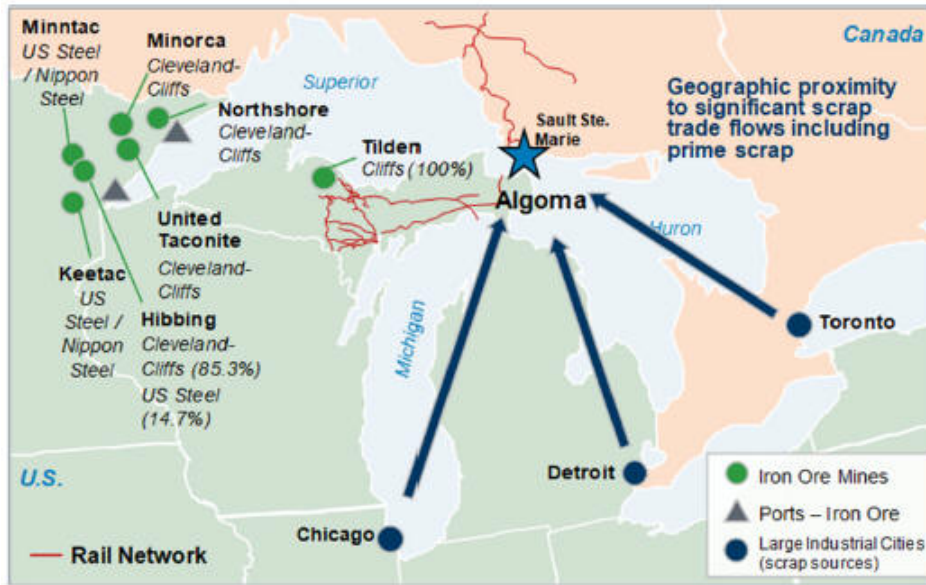 Minntac
US Steel
/ Nippon
Steel
Minorca
Cleveland-
Cliffs
Northshore
Cleveland-
Cliffs
Superior
Canada
Geographic proximity
to significant scrap
trade flows including
prime scrap
Sault Ste.
Marie
Tilden
Cliffs (100%)
Algoma
Huron
United
Taconite
Cleveland-
Cliffs
Keetac
US
Steel /
Nippon
Steel
Hibbing
Cleveland-
Cliffs (85.3%)
US Steel
(14.7%)
Michigan
Toronto
U.S.
Detroit
Chicago
Rail Network
Iron Ore Mines
Ports – Iron Ore
Large Industrial Cities
(scrap sources)